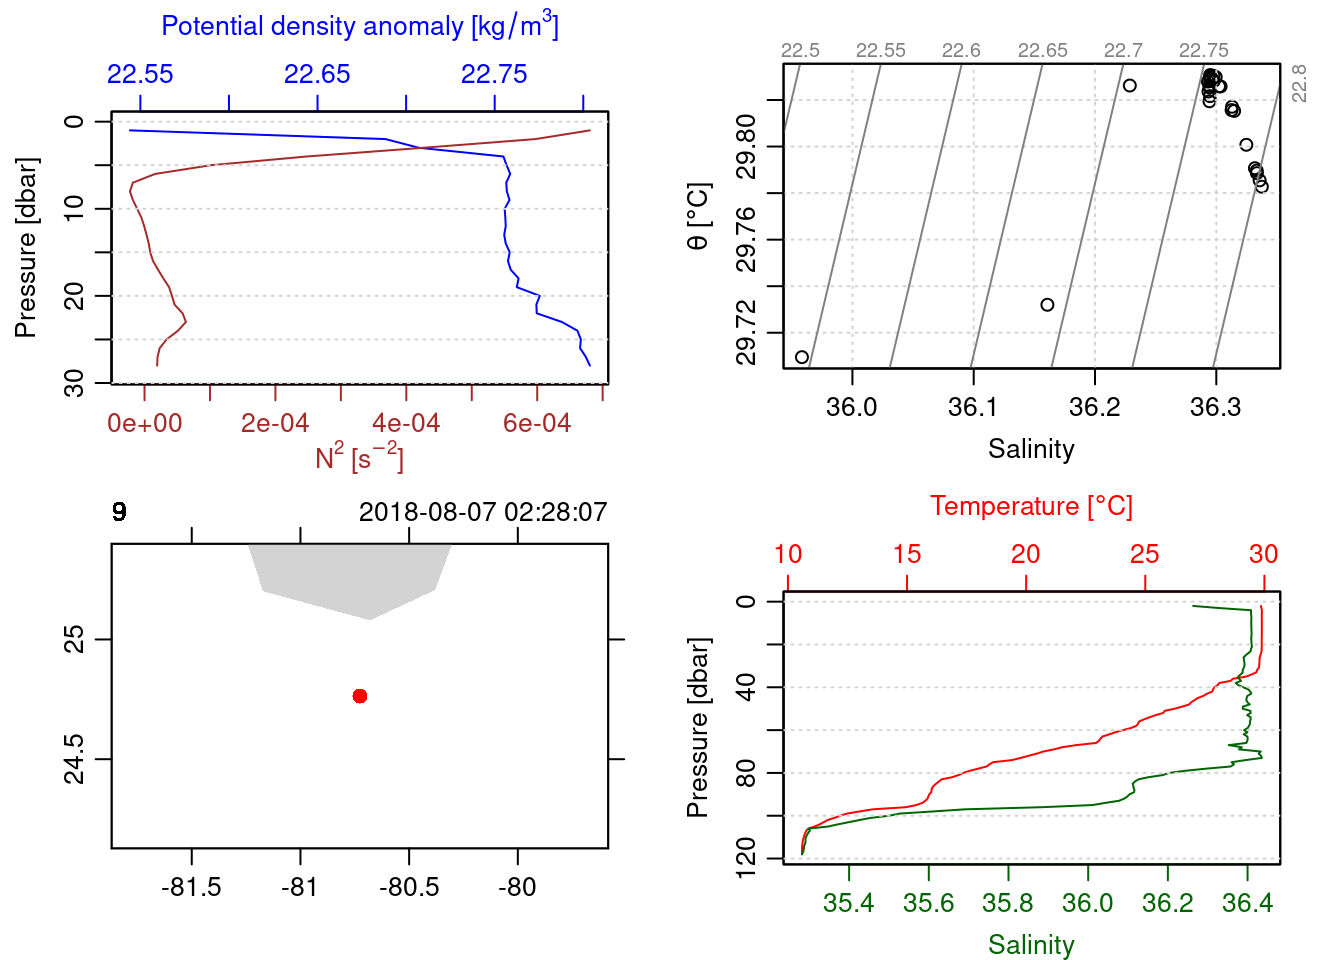 Potential density anomaly [kg/m3]
22.55 22.65 22.75
Pressure [dbar]
0
10
20
30
0e+00 2e-04 4e-04 6e-04
N2 [s−2]
22.5 22.55 22.6 22.65 22.7 22.75
22.8
θ [°C]
29.80
29.76
29.72
36.0 36.1 36.2 36.3
Salinity
2018-08-07 02:28:07
25
24.5
-81.5 -81 -80.5 -80
Temperature [°C]
10 15 20 25 30
Pressure [dbar]
0
40
80
120
35.4 35.6 35.8 36.0 36.2 36.4
Salinity